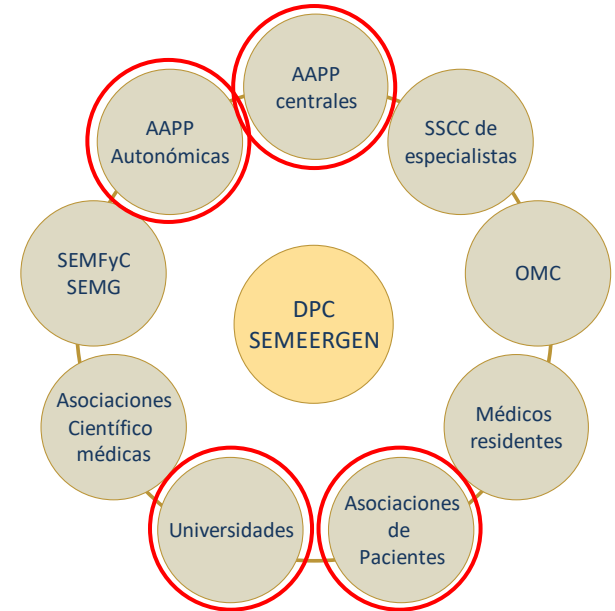 AAPP
centrales
SSCC de
especialistas
OMC
Médicos
residentes
Asociaciones
de
Pacientes
Universidades
Asociaciones
Científico
médicas
SEMFyC
SEMG
AAPP
Autonómicas
DPC
SEMEERGEN